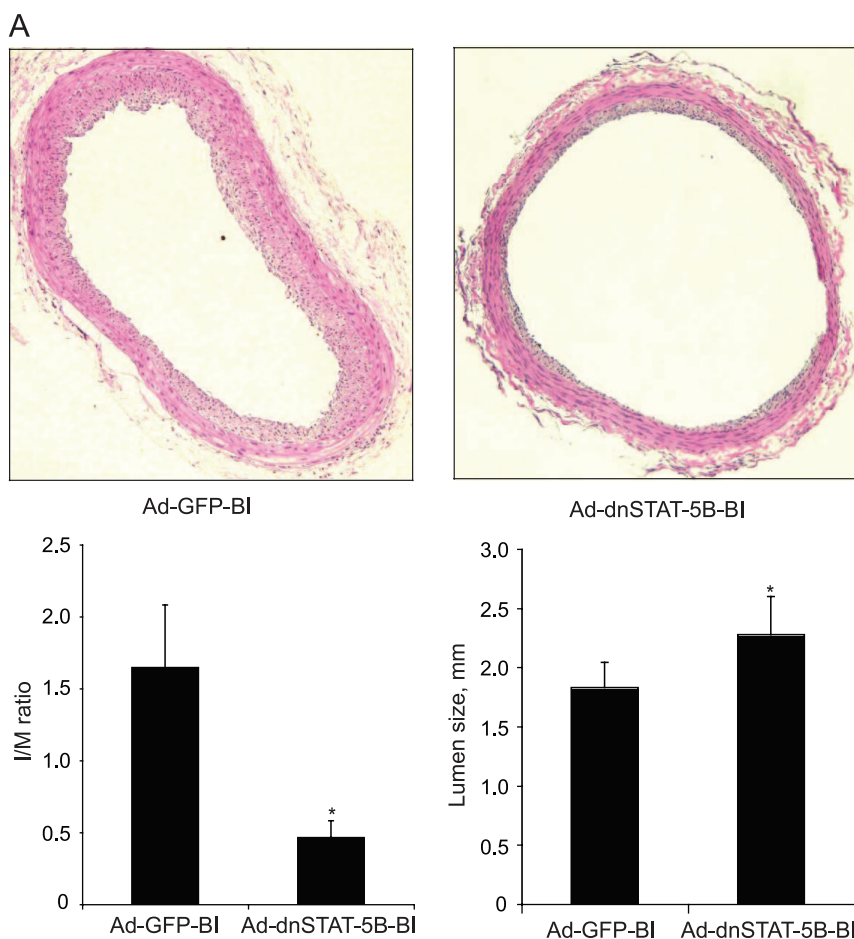 A
Ad-GFP-BI
Ad-dnSTAT-5B-BI
2.5
2.0
1.5
1.0
0.5
0
I/M ratio
*
Ad-GFP-BI
Ad-dnSTAT-5B-BI
3.0
2.5
2.0
1.5
1.0
0.5
0
Lumen size, mm
*
Ad-GFP-BI
Ad-dnSTAT-5B-BI